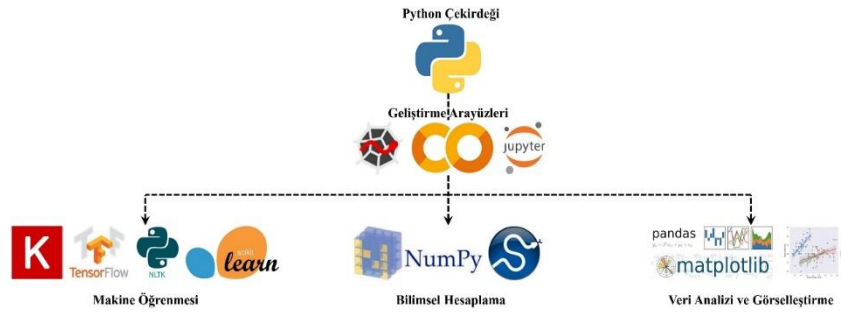 Python Çekirdeği
Geliştirme Arayüzleri
jupyter
K
TensorFlow
NLTK
scikit
learn
NumPy
pandas
matplotlib
Makine Öğrenmesi
Bilimsel Hesaplama
Veri Analizi ve Görselleştirme